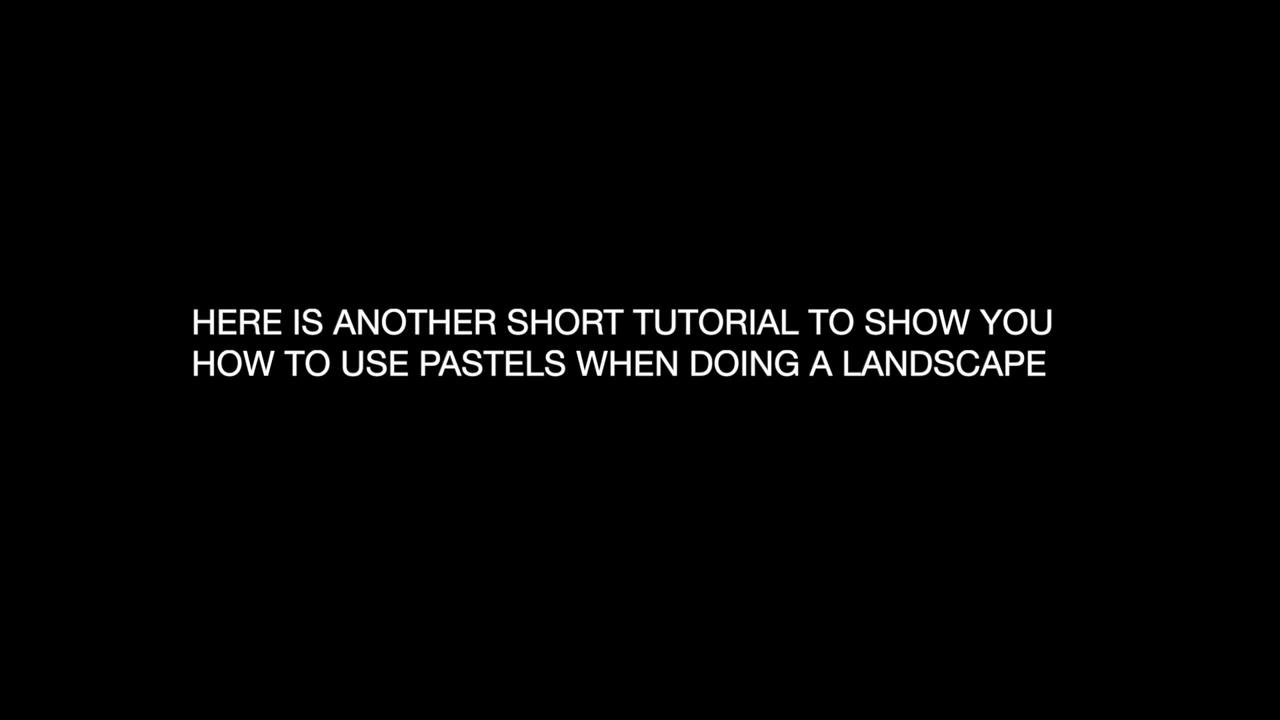 HERE IS ANOTHER SHORT TUTORIAL TO SHOW YOU
HOW TO USE PASTELS WHEN DOING A LANDSCAPE